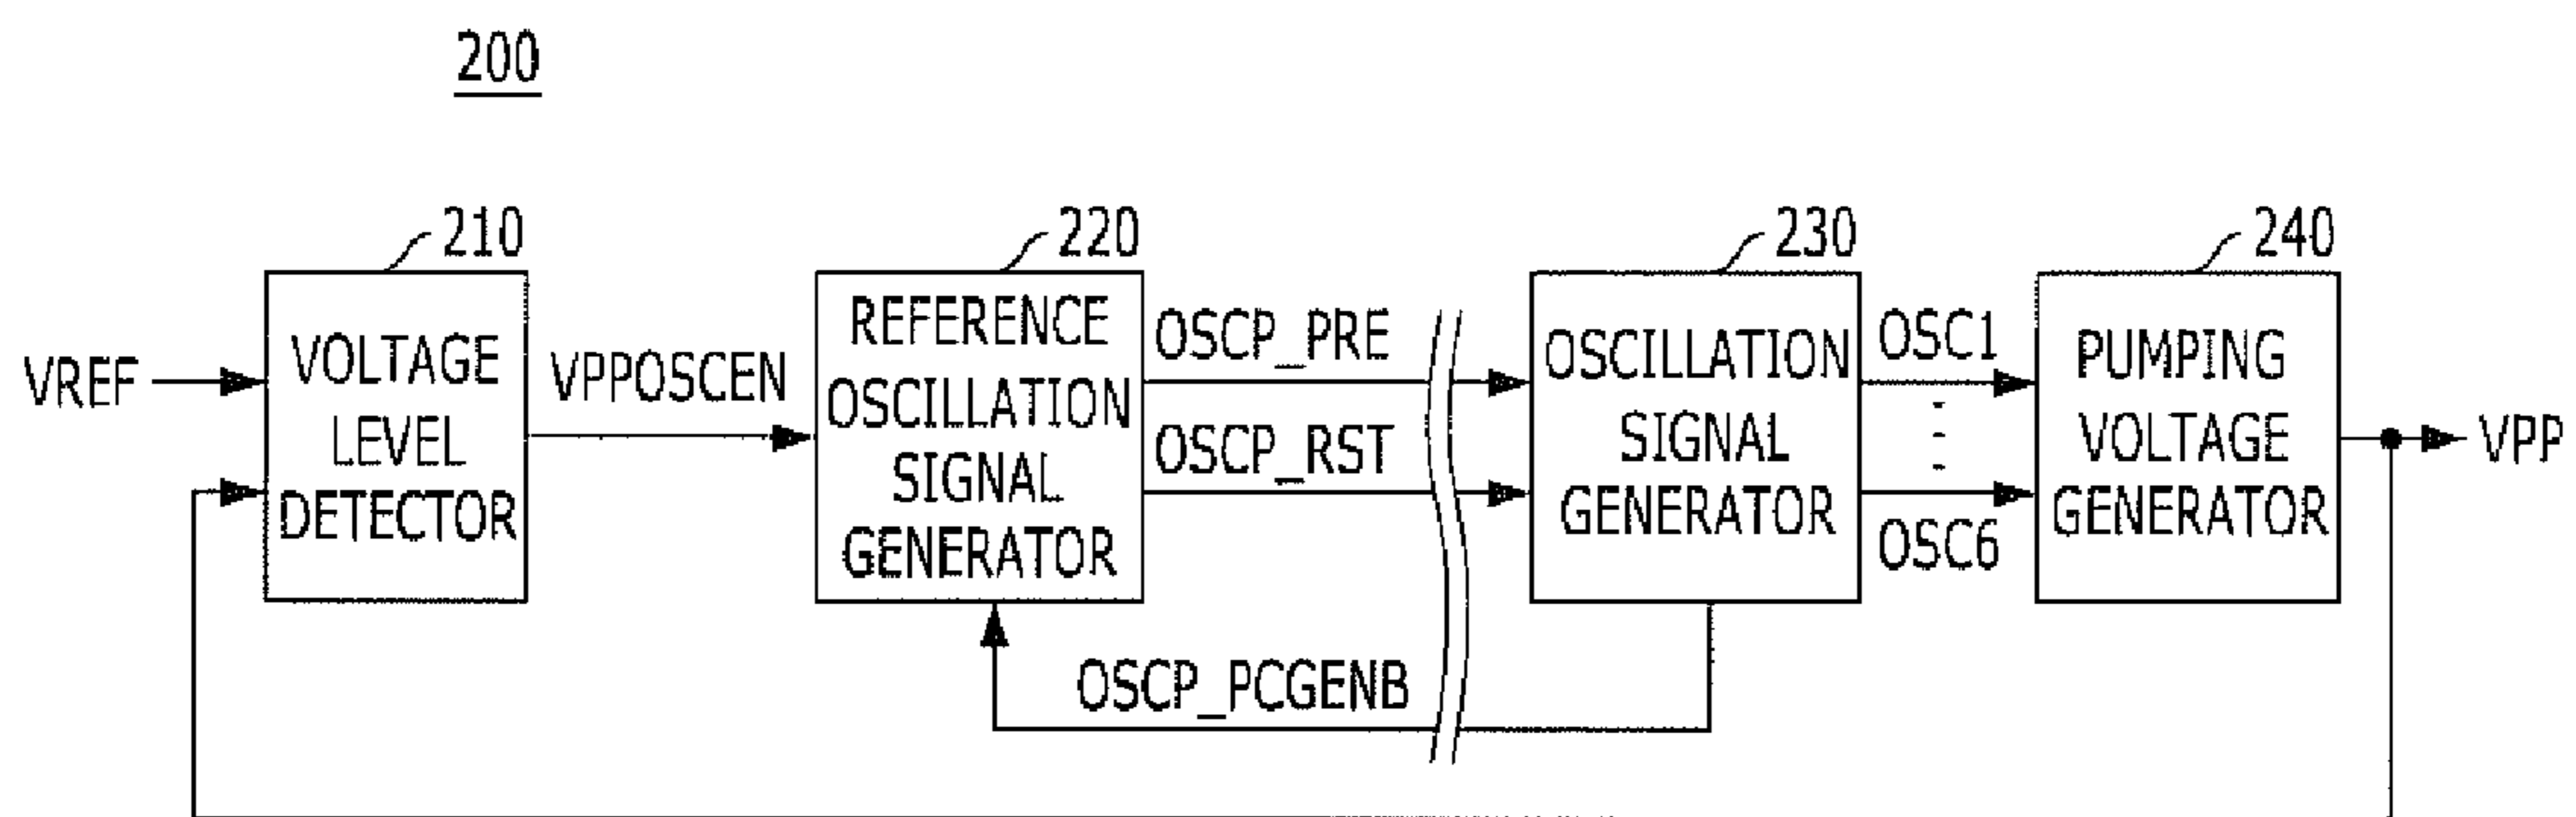 200
210
220
230
240
VREF
VOLTAGE
LEVEL
DETECTOR
VPPOSCEN
REFERENCE
OSCILLATION
SIGNAL
GENERATOR
OSCP_PRE
OSCP_RST
OSCP_PCGENB
OSCILLATION
SIGNAL
GENERATOR
OSC1
OSC6
PUMPING
VOLTAGE
GENERATOR
VPP